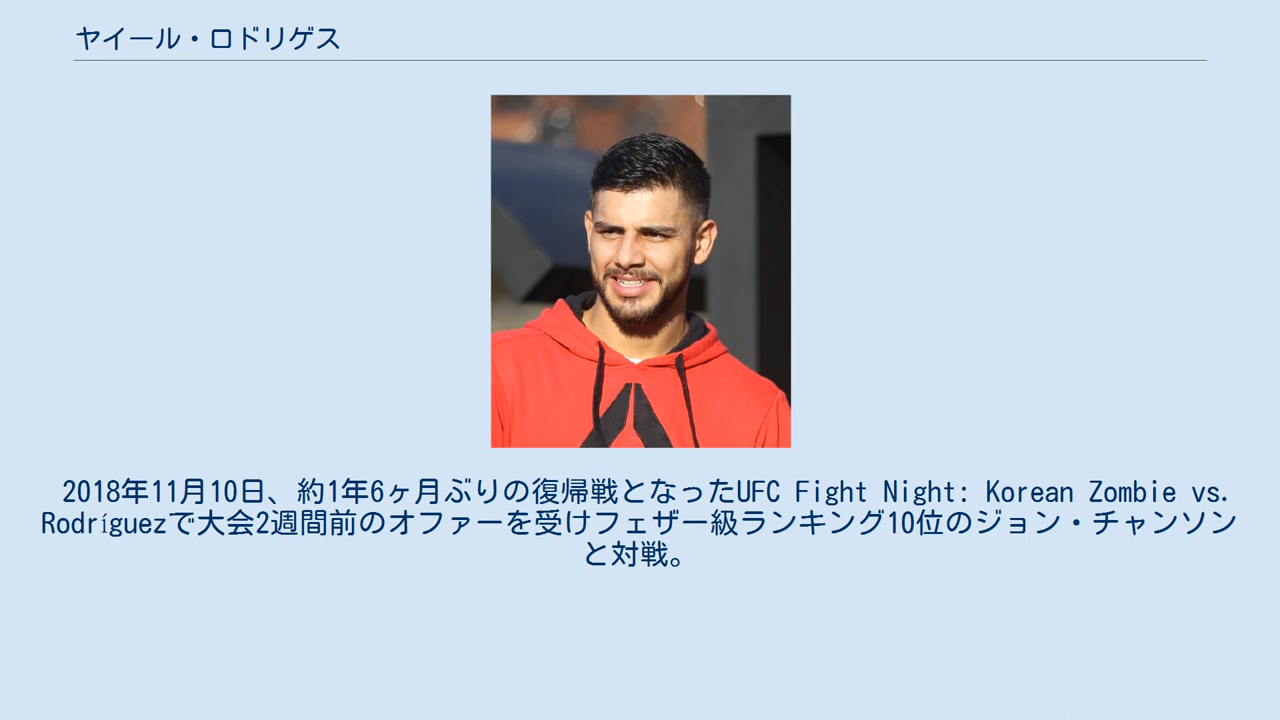 ヤイール・ロドリゲス
2018年11月10日、約1年6ヶ月ぶりの復帰戦となったUFC Fight Night: Korean Zombie vs.
Rodríguezで大会2週間前のオファーを受けフェザー級ランキング10位のジョン・チャンソン
と対戦。